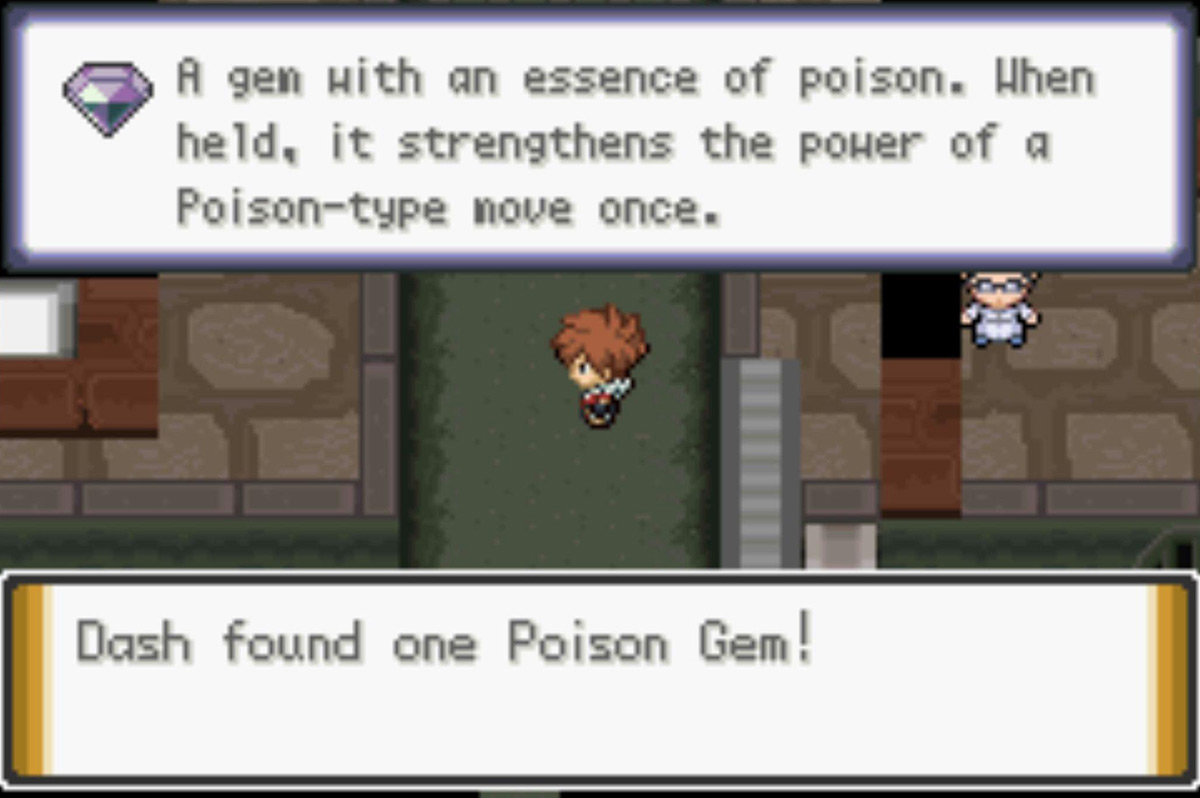 A gem with an essence of poison. When
held, it strengthens the power of a
Poison-type move once.
Dash found one Poison Gem!